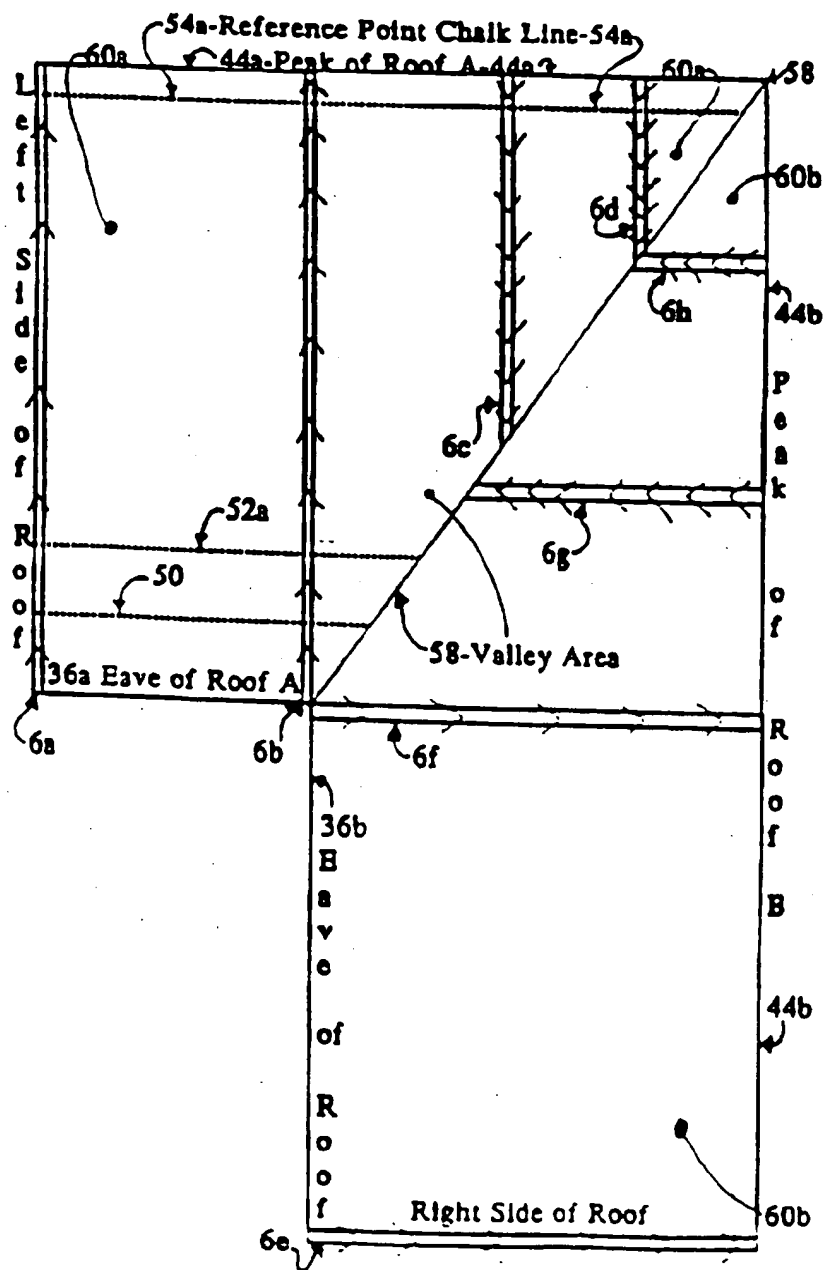 54a-Reference Point Chalk Line-54a
44a-Peak of Roof A-44a
60a
60a
58
Left Side of Roof
60b
6d
6h
44b
Peak of Roof B
6c
52a
6g
50
58-Valley Area
36a Eave of Roof A
6a
6b
6f
36b
Eave of Roof
44b
Right Side of Roof
60b
6e